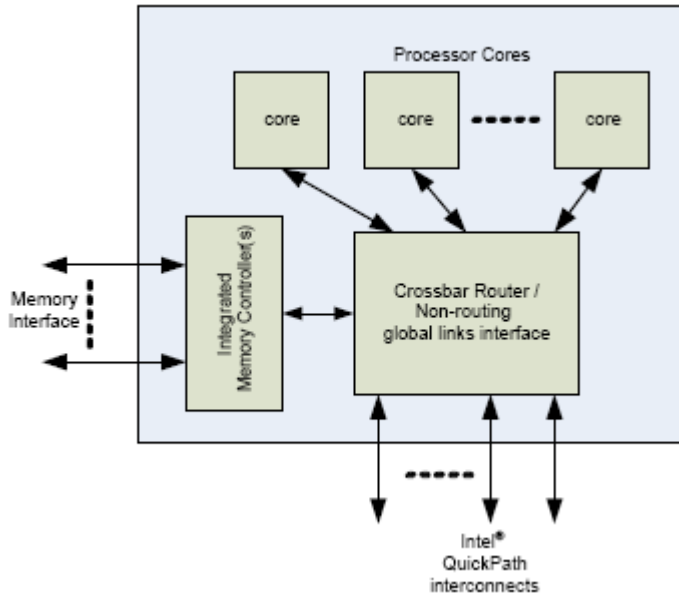 Processor Cores
core
core
core
Memory
Interface
Integrated
Memory Controller(s)
Crossbar Router /
Non-routing
global links interface
Intel®
QuickPath
interconnects